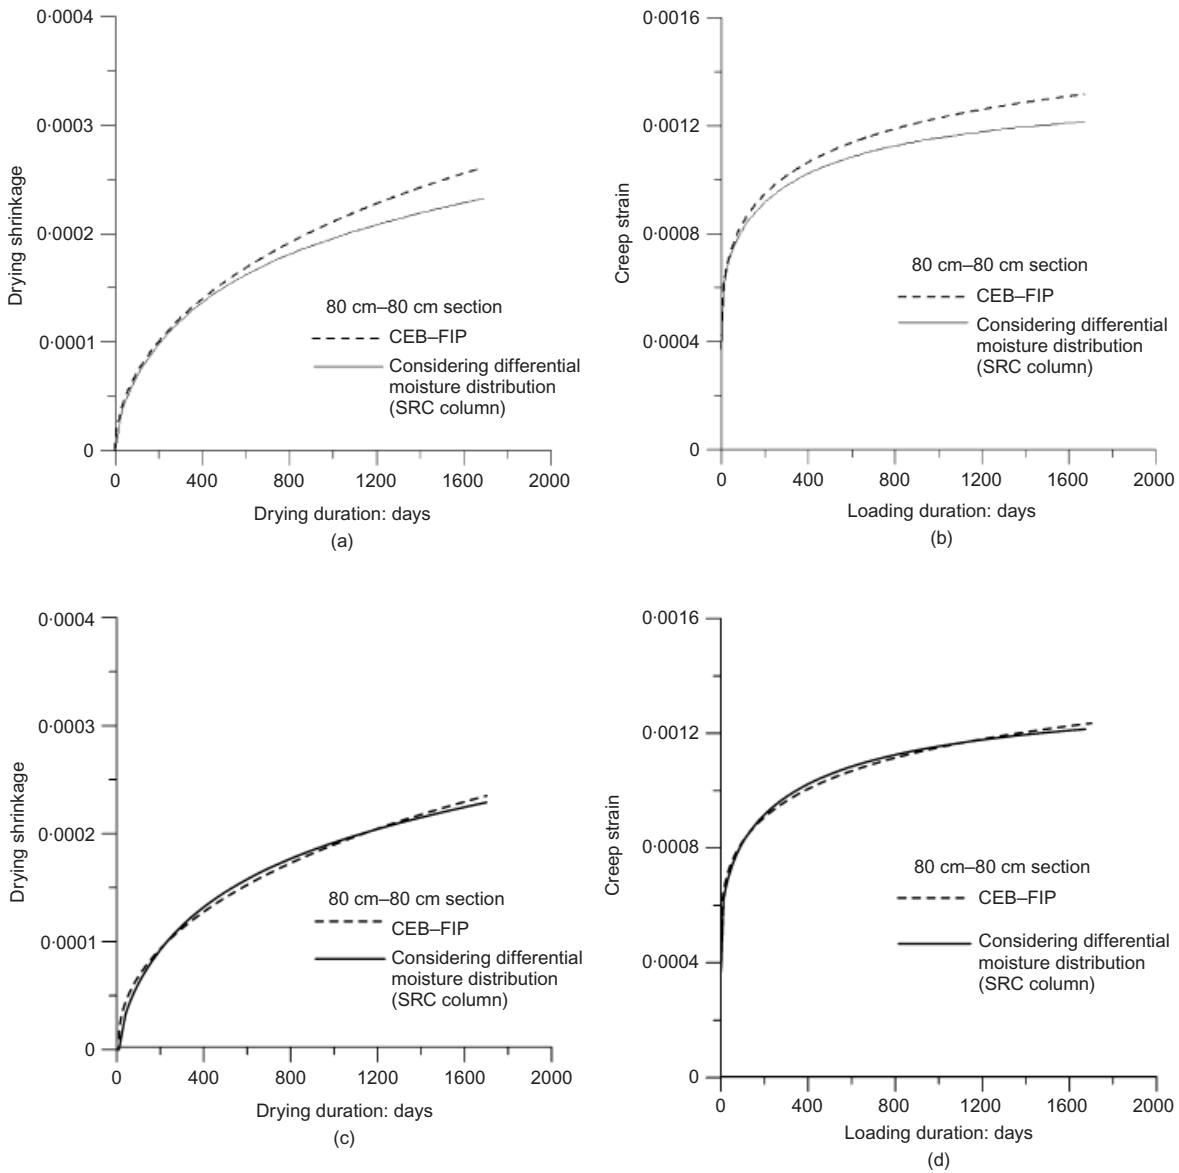 0·0004
0·0003
0·0002
0·0001
0
Drying shrinkage
80 cm–80 cm section
CEB–FIP
Considering differential
moisture distribution
(SRC column)
0 400 800 1200 1600 2000
Drying duration: days
(a)
0·0016
0·0012
0·0008
0·0004
0
Creep strain
80 cm–80 cm section
CEB–FIP
Considering differential
moisture distribution
(SRC column)
0 400 800 1200 1600 2000
Loading duration: days
(b)
0·0004
0·0003
0·0002
0·0001
0
Drying shrinkage
80 cm–80 cm section
CEB–FIP
Considering differential
moisture distribution
(SRC column)
0 400 800 1200 1600 2000
Drying duration: days
(c)
0·0016
0·0012
0·0008
0·0004
0
Creep strain
80 cm–80 cm section
CEB–FIP
Considering differential
moisture distribution
(SRC column)
0 400 800 1200 1600 2000
Loading duration: days
(d)